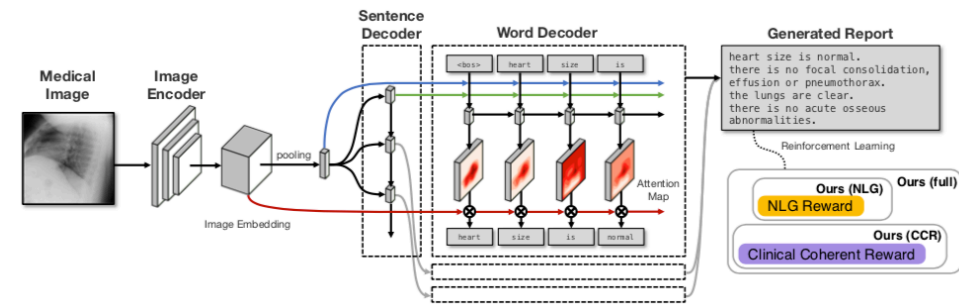 Medical
Image
Image
Encoder
Image Embedding
pooling
Sentence
Decoder
Word Decoder
<bos>
heart
size
is
Attention
Map
heart
size
is
normal
Generated Report
heart size is normal.
there is no focal consolidation,
effusion or pneumothorax.
the lungs are clear.
there is no acute osseous
abnormalities.
Reinforcement Learning
Ours (NLG)
Ours (full)
NLG Reward
Ours (CCR)
Clinical Coherent Reward